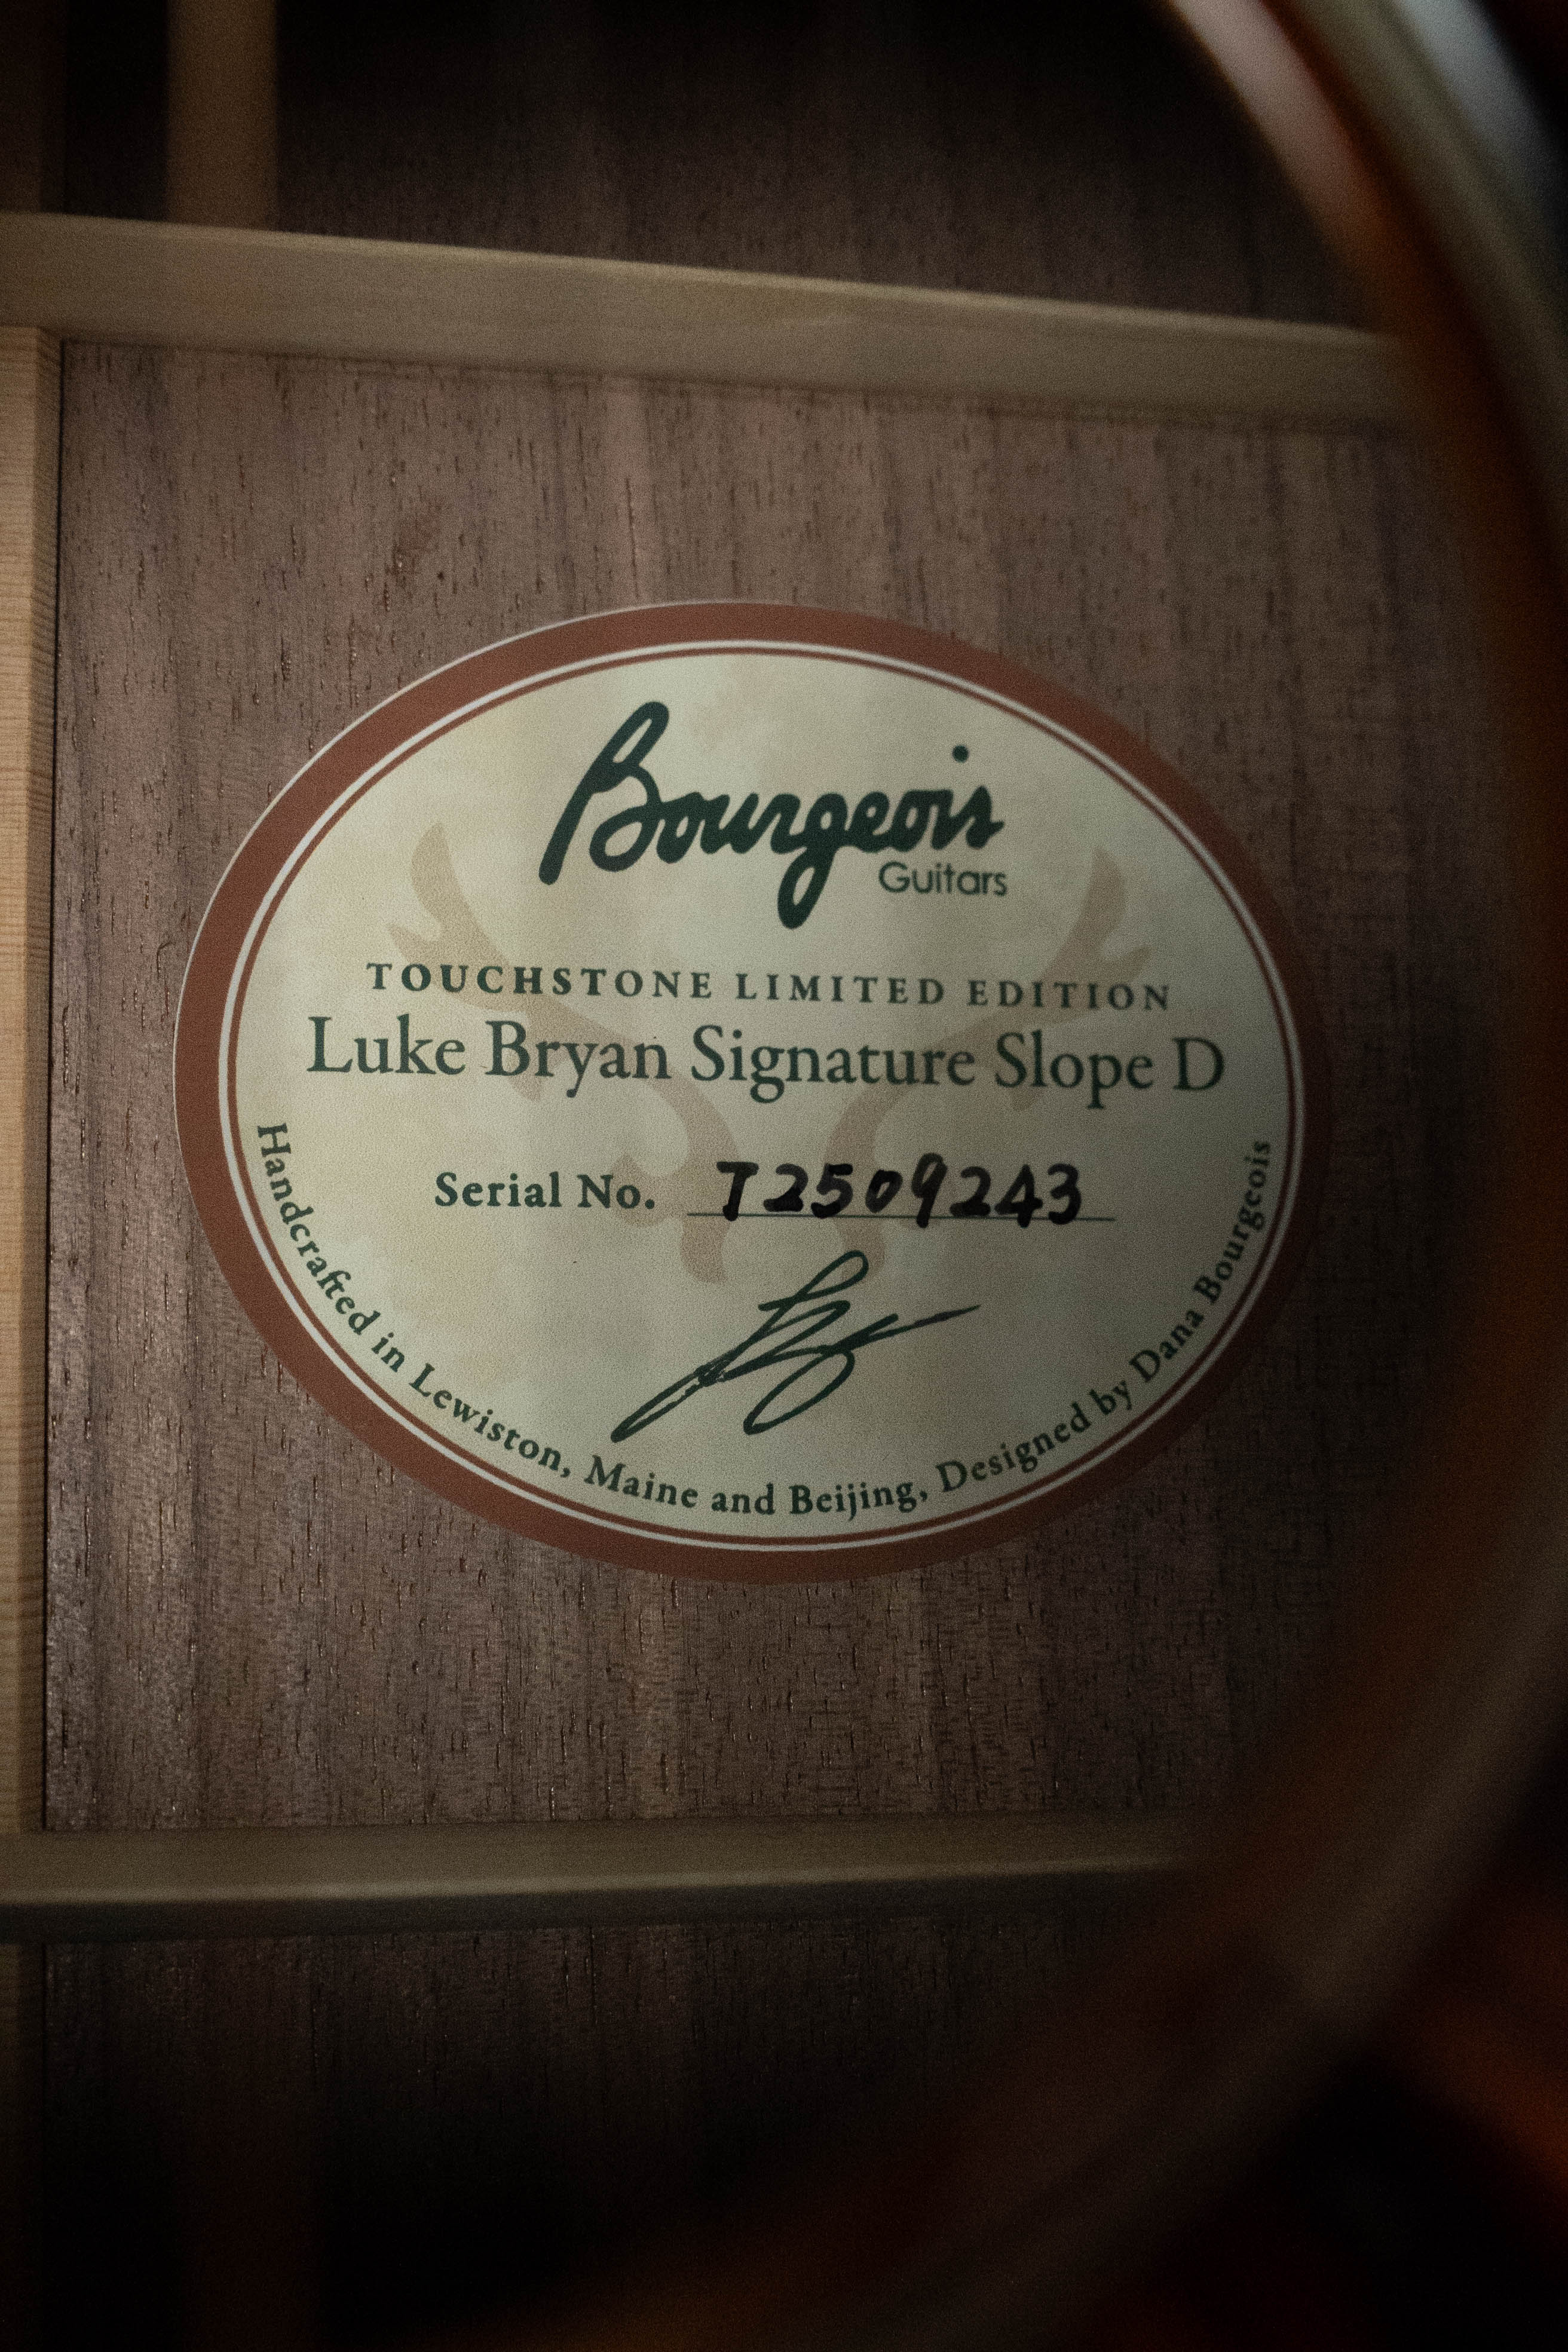 Bourgeois
Guitars
TOUCHSTONE LIMITED EDITION
Luke Bryan Signature Slope D
Serial No. T2509243
Handcrafted in Lewiston, Maine and Beijing, Designed by Dana Bourgeois